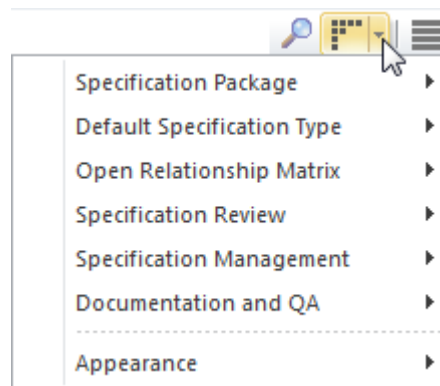 Specification Package
Default Specification Type
Open Relationship Matrix
Specification Review
Specification Management
Documentation and QA
Appearance